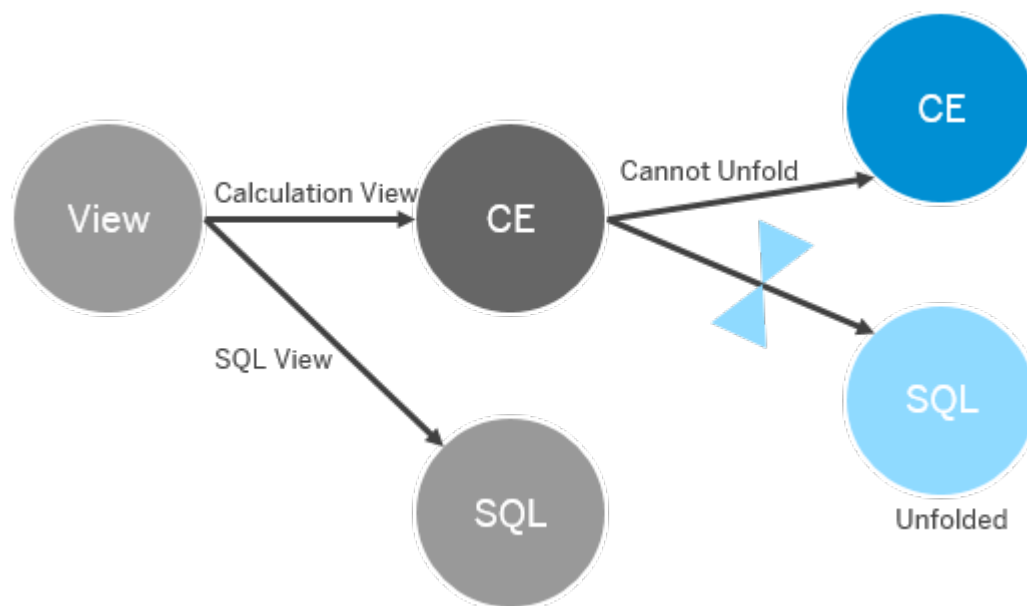 CE
Cannot Unfold
View
Calculation View
CE
SQL View
SQL
SQL
Unfolded